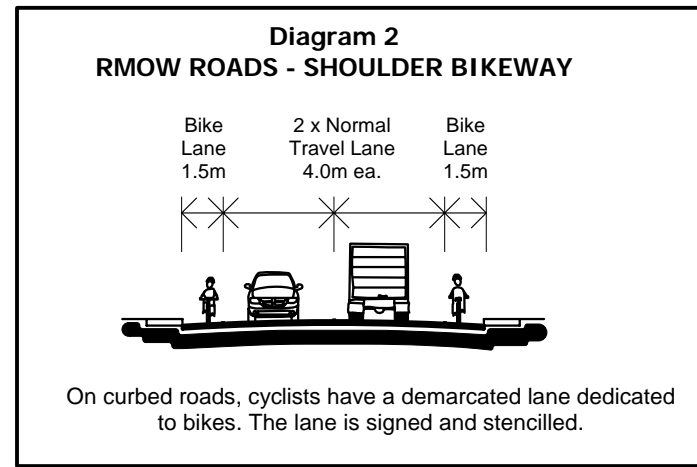 Diagram 2
RMOW ROADS - SHOULDER BIKEWAY
Bike
Lane
1.5m
2 x Normal
Travel Lane
4.0m ea.
Bike
Lane
1.5m
On curbed roads, cyclists have a demarcated lane dedicated
to bikes. The lane is signed and stencilled.